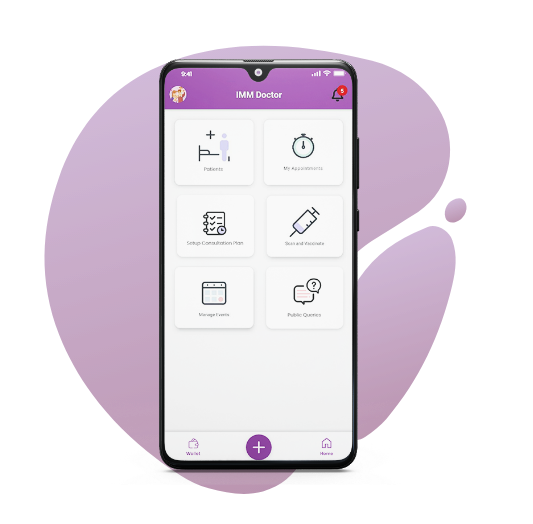 9:41
IMM Doctor
5
Patients
My Appointments
Setup Consultation Plan
Scan and Vaccinate
Manage Events
Public Queries
Wallet
Home